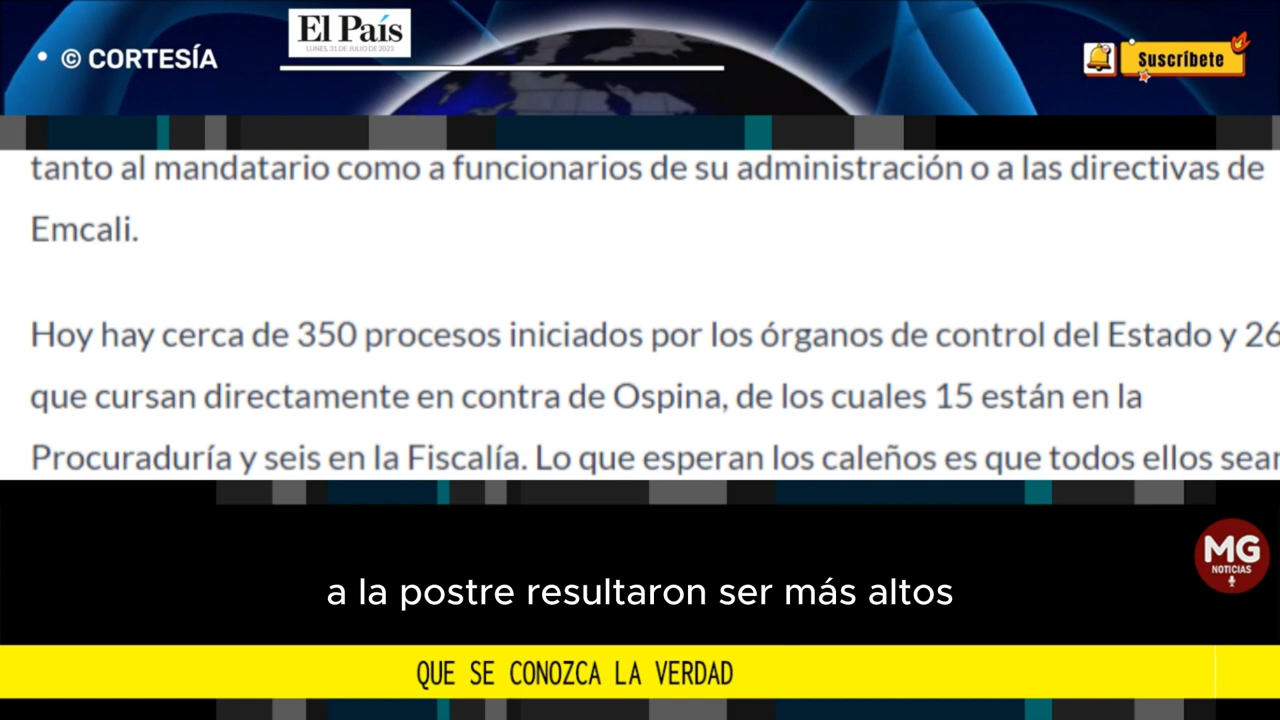 El País
LUNES, 31 DE JULIO DE 2023
• © CORTESÍA
Suscríbete
tanto al mandatario como a funcionarios de su administración o a las directivas de
Emcali.
Hoy hay cerca de 350 procesos iniciados por los órganos de control del Estado y 26
que cursan directamente en contra de Ospina, de los cuales 15 están en la
Procuraduría y seis en la Fiscalía. Lo que esperan los caleños es que todos ellos
MG
NOTICIAS
a la postre resultaron ser más altos
QUE SE CONOZCA LA VERDAD